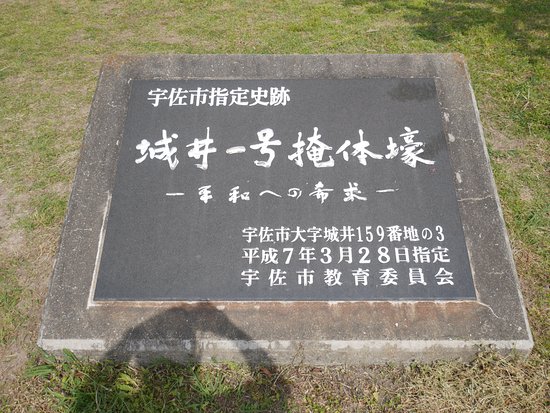 宇佐市指定史跡
城井一号掩体壕
―平和への希求―
宇佐市大字城井159番地の3
平成7年3月28日指定
宇佐市教育委員会